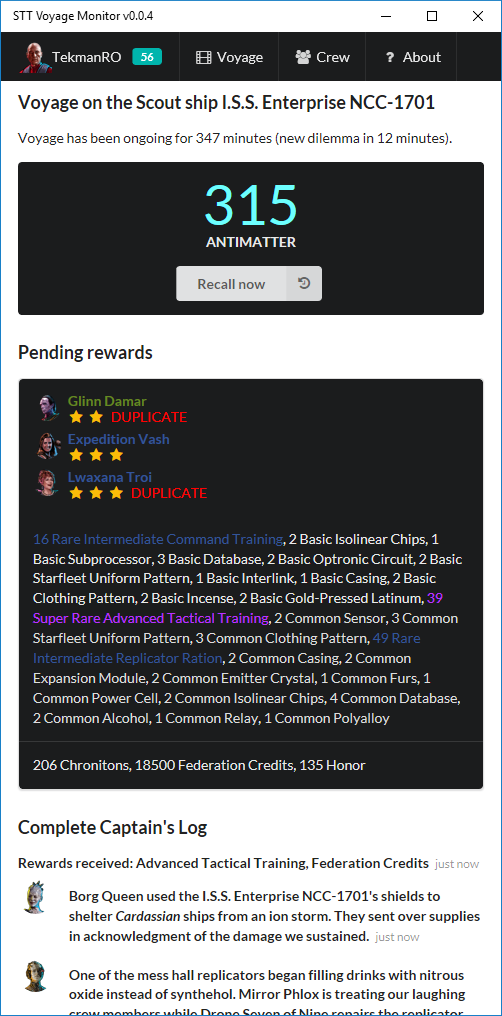 STT Voyage Monitor v0.0.4
TekmanRO 56 Voyage Crew ? About
Voyage on the Scout ship I.S.S. Enterprise NCC-1701
Voyage has been ongoing for 347 minutes (new dilemma in 12 minutes).
315
ANTIMATTER
Recall now
Pending rewards
Glinn Damar
DUPLICATE
Expedition Vash
Lwaxana Troi
DUPLICATE
16 Rare Intermediate Command Training, 2 Basic Isolinear Chips, 1
Basic Subprocessor, 3 Basic Database, 2 Basic Optronic Circuit, 2 Basic
Starfleet Uniform Pattern, 1 Basic Interlink, 1 Basic Casing, 2 Basic
Clothing Pattern, 2 Basic Incense, 2 Basic Gold-Pressed Latinum, 39
Super Rare Advanced Tactical Training, 2 Common Sensor, 3 Common
Starfleet Uniform Pattern, 3 Common Clothing Pattern, 49 Rare
Intermediate Replicator Ration, 2 Common Casing, 2 Common
Expansion Module, 2 Common Emitter Crystal, 1 Common Furs, 1
Common Power Cell, 2 Common Isolinear Chips, 4 Common Database,
2 Common Alcohol, 1 Common Relay, 1 Common Polyalloy
206 Chronitons, 18500 Federation Credits, 135 Honor
Complete Captain's Log
Rewards received: Advanced Tactical Training, Federation Credits just now
Borg Queen used the I.S.S. Enterprise NCC-1701's shields to
shelter Cardassian ships from an ion storm. They sent over supplies
in acknowledgment of the damage we sustained. just now
One of the mess hall replicators began filling drinks with nitrous
oxide instead of synthehol. Mirror Phlox is treating our laughing
crew members while Drone Seven of Nine repairs the replicator